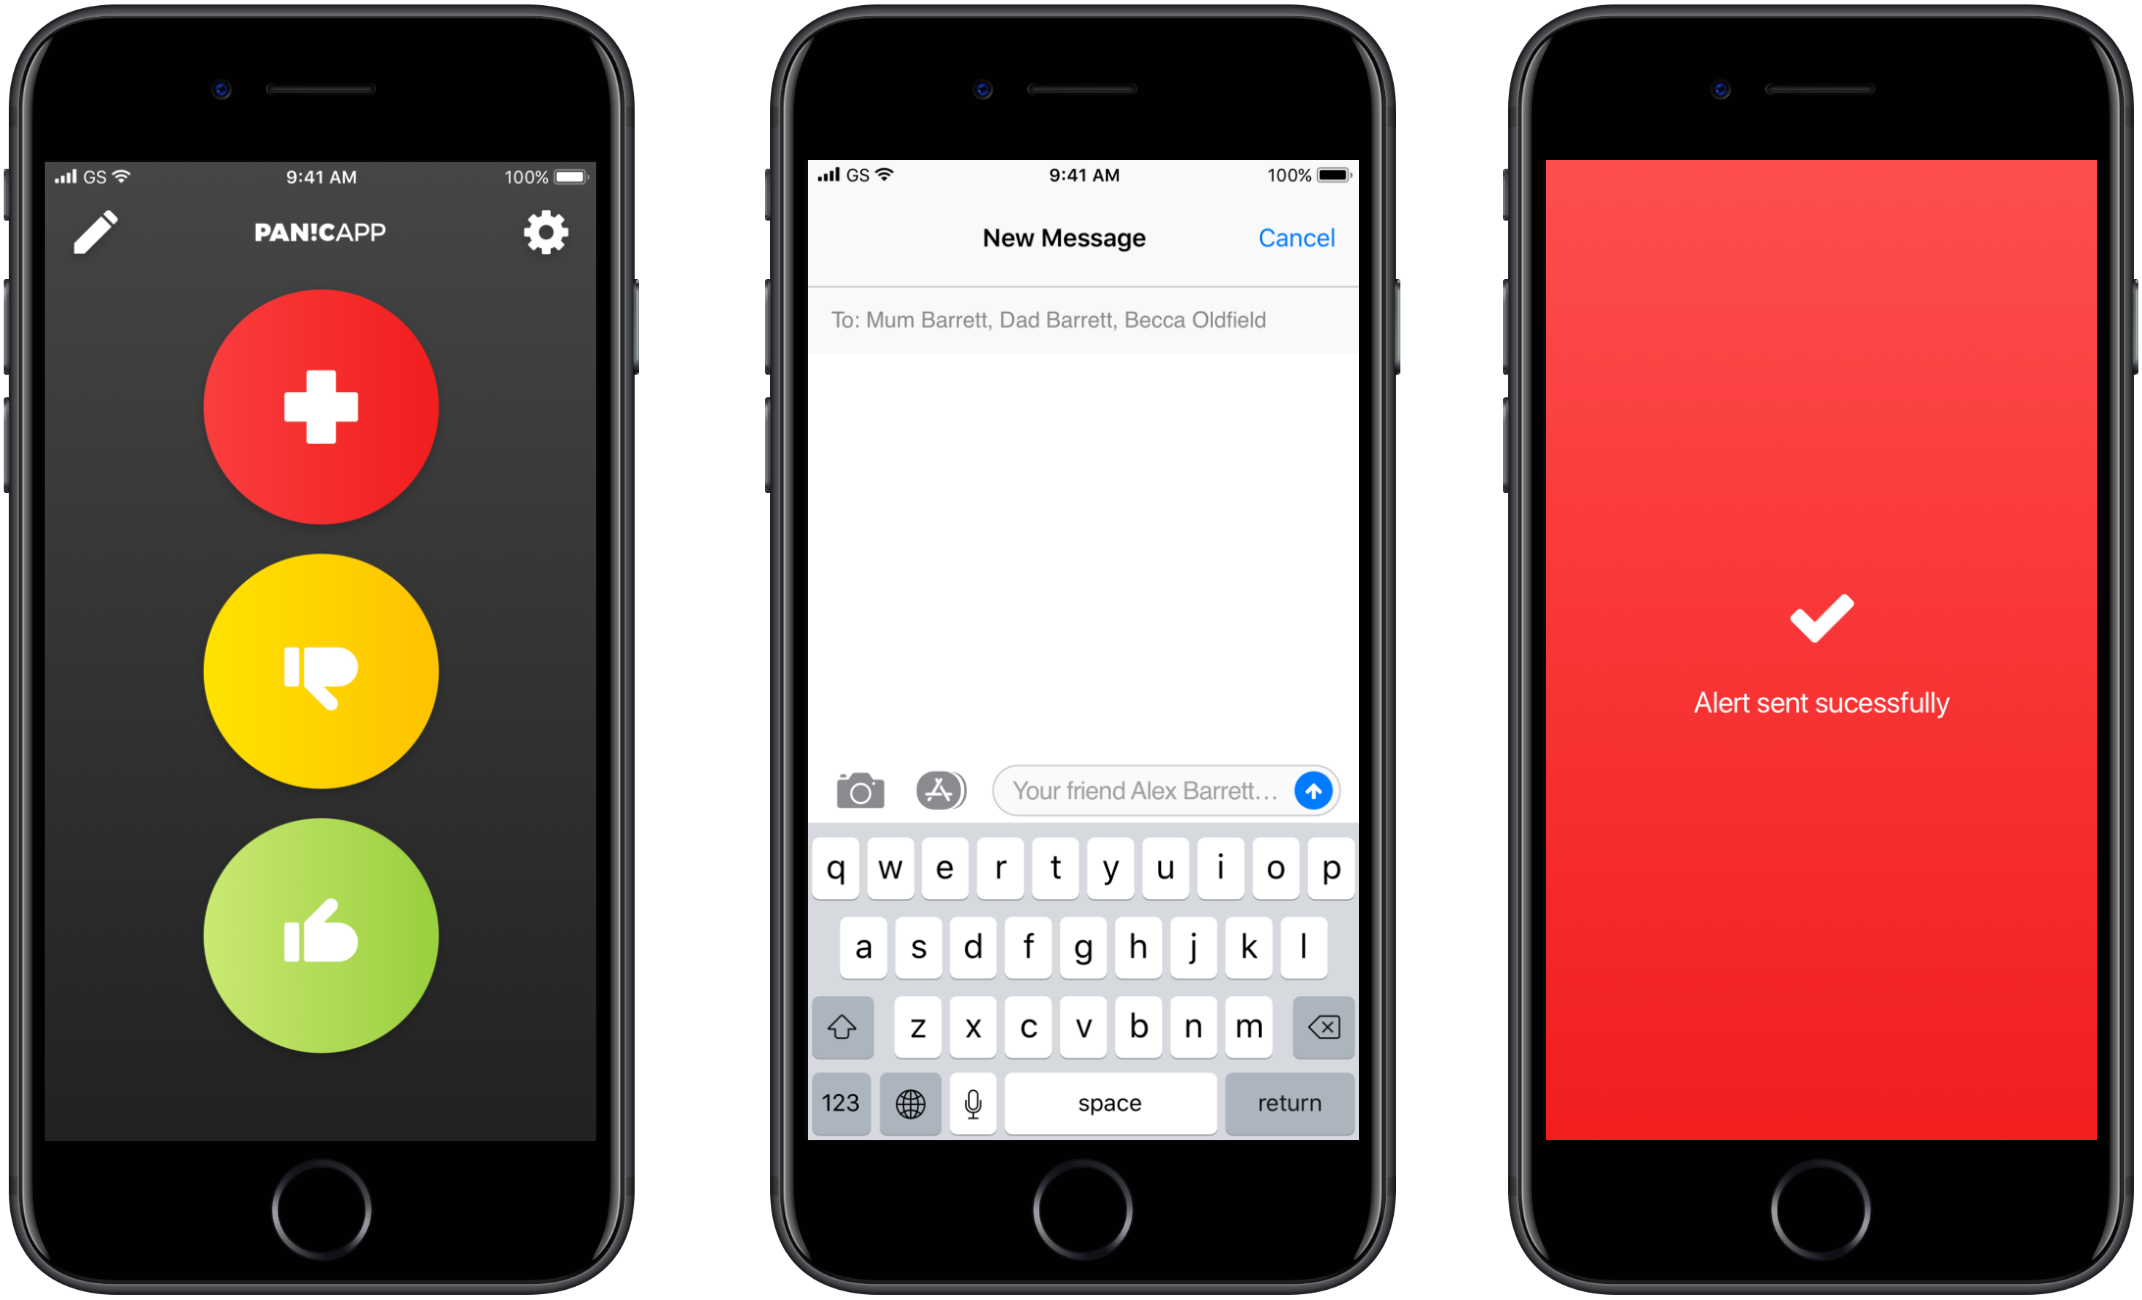 GS 9:41 AM 100%
PAN!CAPP
GS 9:41 AM 100%
New Message Cancel
To: Mum Barrett, Dad Barrett, Becca Oldfield
Your friend Alex Barrett...
q w e r t y u i o p
a s d f g h j k l
z x c v b n m
123 space return
Alert sent sucessfully